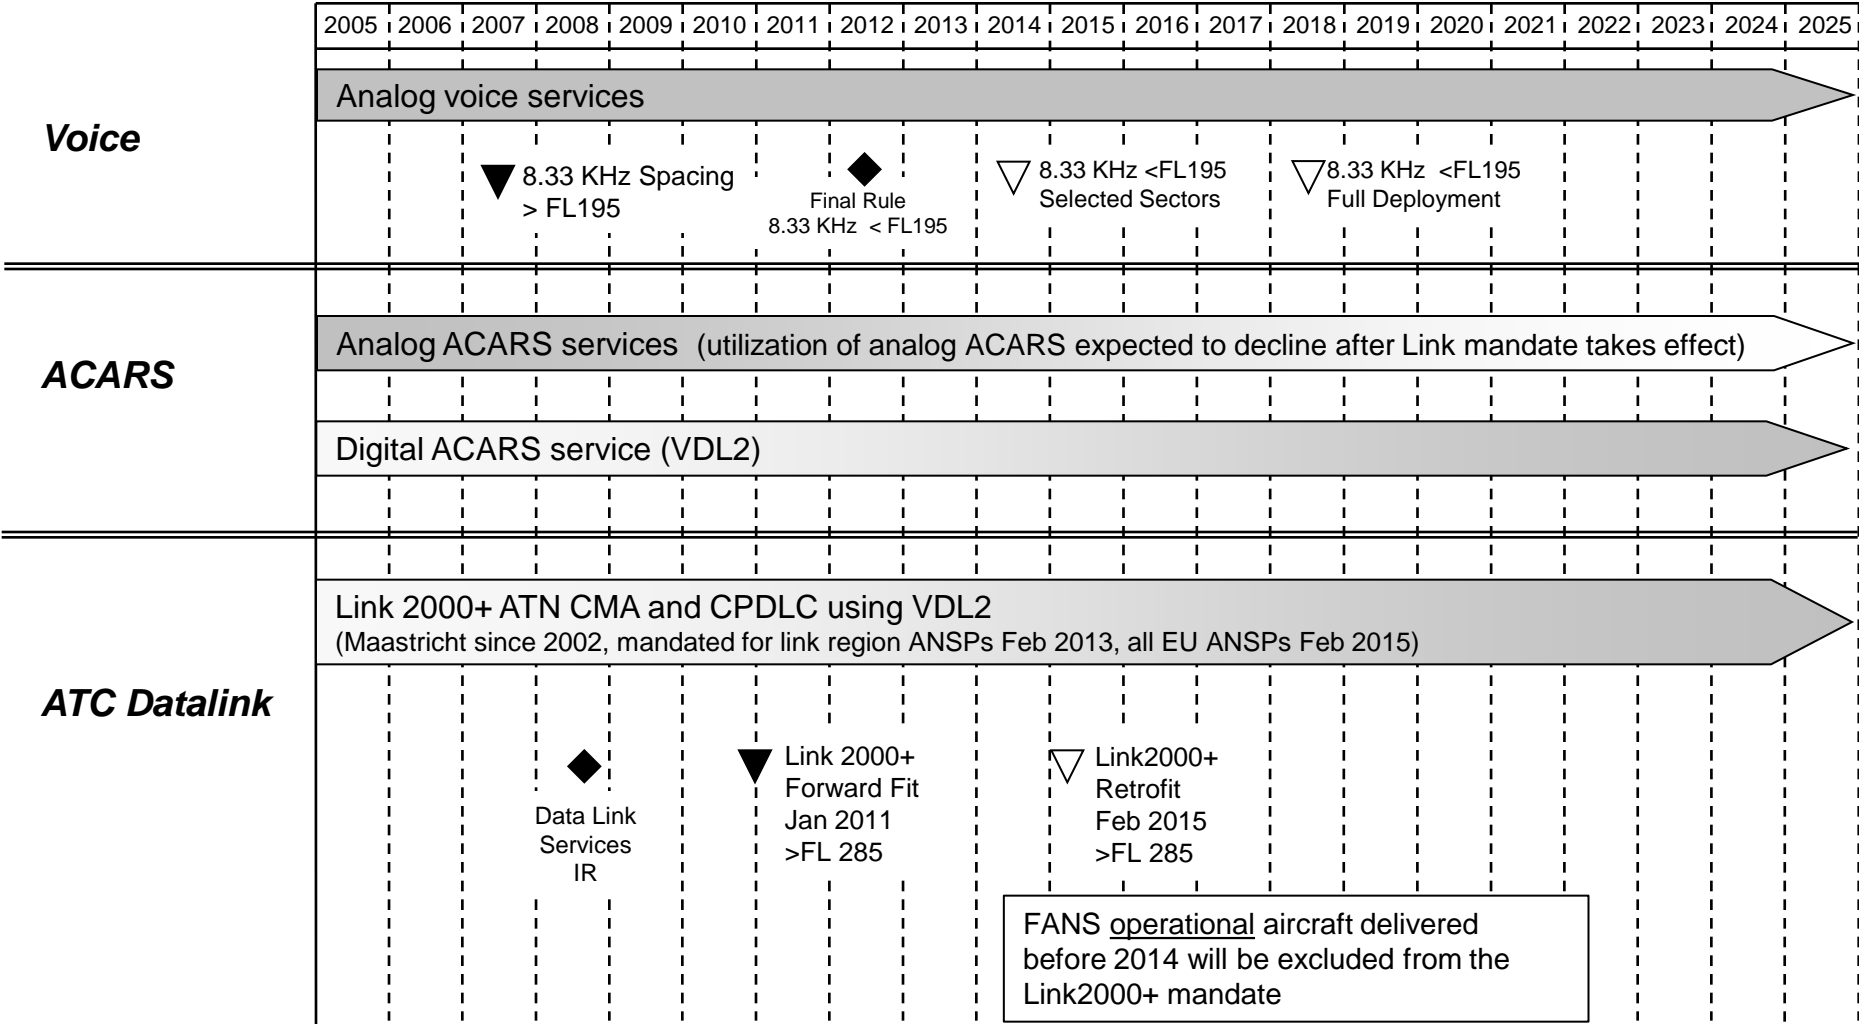 2005 2006 2007 2008 2009 2010 2011 2012 2013 2014 2015 2016 2017 2018 2019 2020 2021 2022 2023 2024 2025
Voice
Analog voice services
8.33 KHz Spacing
> FL195
Final Rule
8.33 KHz < FL195
8.33 KHz <FL195
Selected Sectors
8.33 KHz <FL195
Full Deployment
ACARS
Analog ACARS services (utilization of analog ACARS expected to decline after Link mandate takes effect)
Digital ACARS service (VDL2)
ATC Datalink
Link 2000+ ATN CMA and CPDLC using VDL2
(Maastricht since 2002, mandated for link region ANSPs Feb 2013, all EU ANSPs Feb 2015)
Data Link
Services
IR
Link 2000+
Forward Fit
Jan 2011
>FL 285
Link2000+
Retrofit
Feb 2015
>FL 285
FANS operational aircraft delivered
before 2014 will be excluded from the
Link2000+ mandate